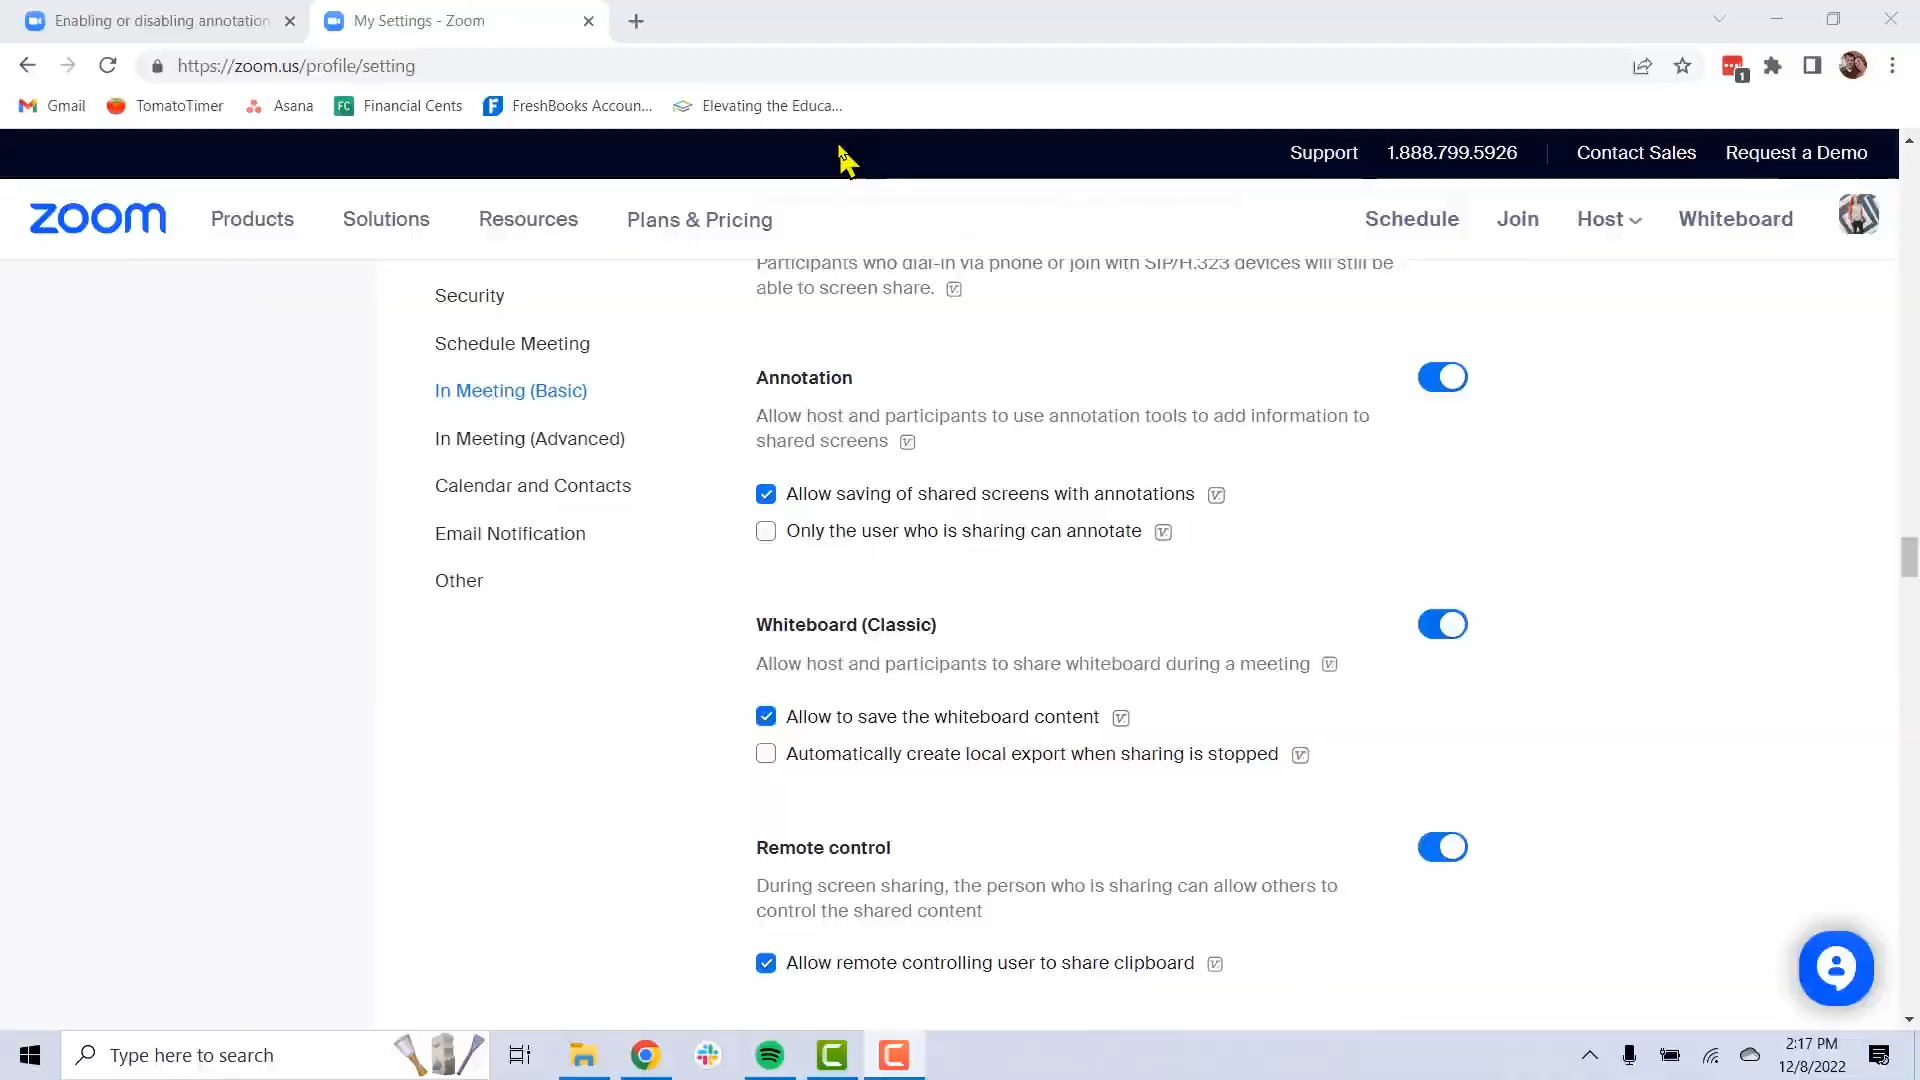 Enabling or disabling annotation
My Settings - Zoom
https://zoom.us/profile/setting
1
Gmail
TomatoTimer
Asana
FC
Financial Cents
FreshBooks Accoun...
Elevating the Educa...
Support
1.888.799.5926
Contact Sales
Request a Demo
zoom
Products
Solutions
Resources
Plans & Pricing
Schedule
Join
Host
Whiteboard
Security
Schedule Meeting
In Meeting (Basic)
In Meeting (Advanced)
Calendar and Contacts
Email Notification
Other
Participants who dial-in via phone or join with SIP/H.323 devices will still be
able to screen share.
Annotation
Allow host and participants to use annotation tools to add information to
shared screens
Allow saving of shared screens with annotations
Only the user who is sharing can annotate
Whiteboard (Classic)
Allow host and participants to share whiteboard during a meeting
Allow to save the whiteboard content
Automatically create local export when sharing is stopped
Remote control
During screen sharing, the person who is sharing can allow others to
control the shared content
Allow remote controlling user to share clipboard
Type here to search
2:17 PM
12/8/2022